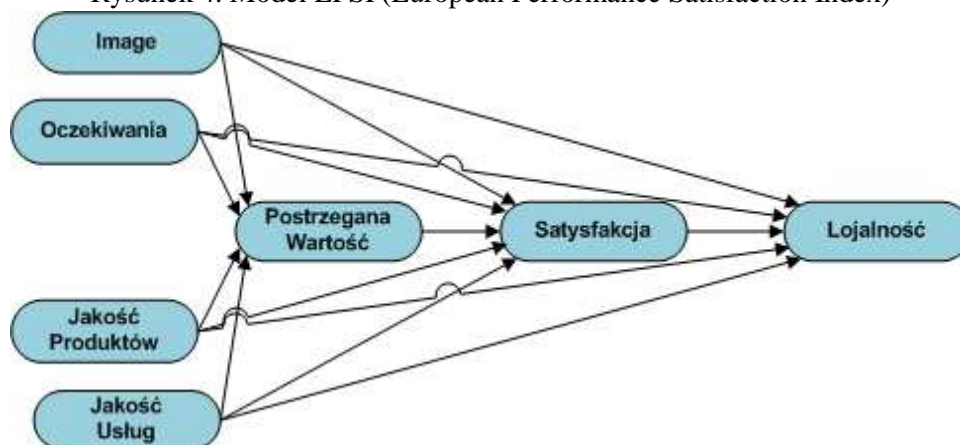 Rysunek 4. Model EPSI (European Performance Satisfaction Index)
Image
Oczekiwania
Postrzegana
Wartość
Satysfakcja
Lojalność
Jakość
Produktów
Jakość
Usług